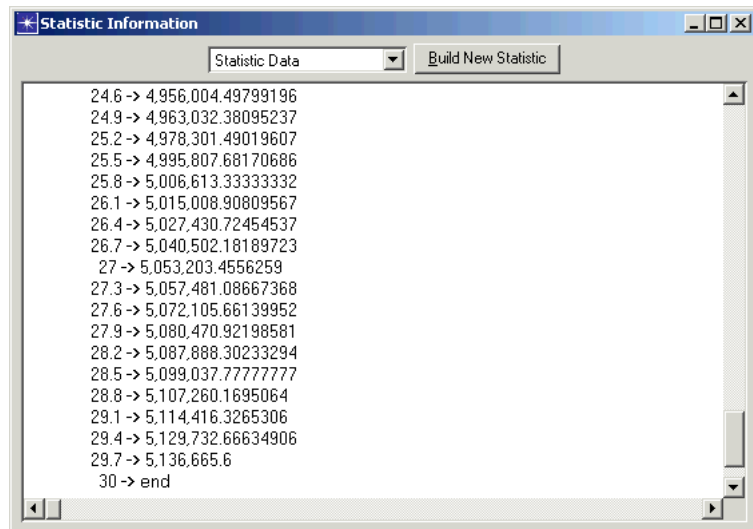 Statistic Information
Statistic Data Build New Statistic
24.6 -> 4,956,004.49799196
24.9 -> 4,963,032.38095237
25.2 -> 4,978,301.49019607
25.5 -> 4,995,807.68170686
25.8 -> 5,006,613.33333332
26.1 -> 5,015,008.90809567
26.4 -> 5,027,430.72454537
26.7 -> 5,040,502.18189723
27 -> 5,053,203.4556259
27.3 -> 5,057,481.08667368
27.6 -> 5,072,105.66139952
27.9 -> 5,080,470.92198581
28.2 -> 5,087,888.30233294
28.5 -> 5,099,037.77777777
28.8 -> 5,107,260.1695064
29.1 -> 5,114,416.3265306
29.4 -> 5,129,732.66634906
29.7 -> 5,136,665.6
30 -> end